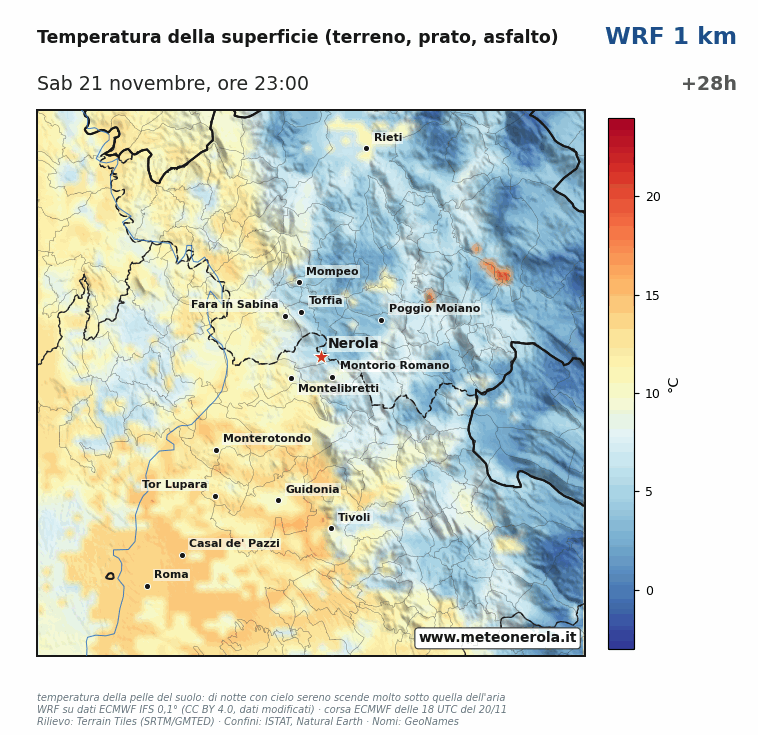 Temperatura della superficie (terreno, prato, asfalto)
WRF 1 km
Sab 21 novembre, ore 23:00
+28h
Rieti
Mompeo
Toffia
Fara in Sabina
Poggio Moiano
Nerola
Montorio Romano
Montelibretti
Monterotondo
Tor Lupara
Guidonia
Tivoli
Casal de' Pazzi
Roma
www.meteonerola.it
20
15
10
5
0
°C
temperatura della pelle del suolo: di notte con cielo sereno scende molto sotto quella dell'aria
WRF su dati ECMWF IFS 0,1° (CC BY 4.0, dati modificati) · corsa ECMWF delle 18 UTC del 20/11
Rilievo: Terrain Tiles (SRTM/GMTED) · Confini: ISTAT, Natural Earth · Nomi: GeoNames